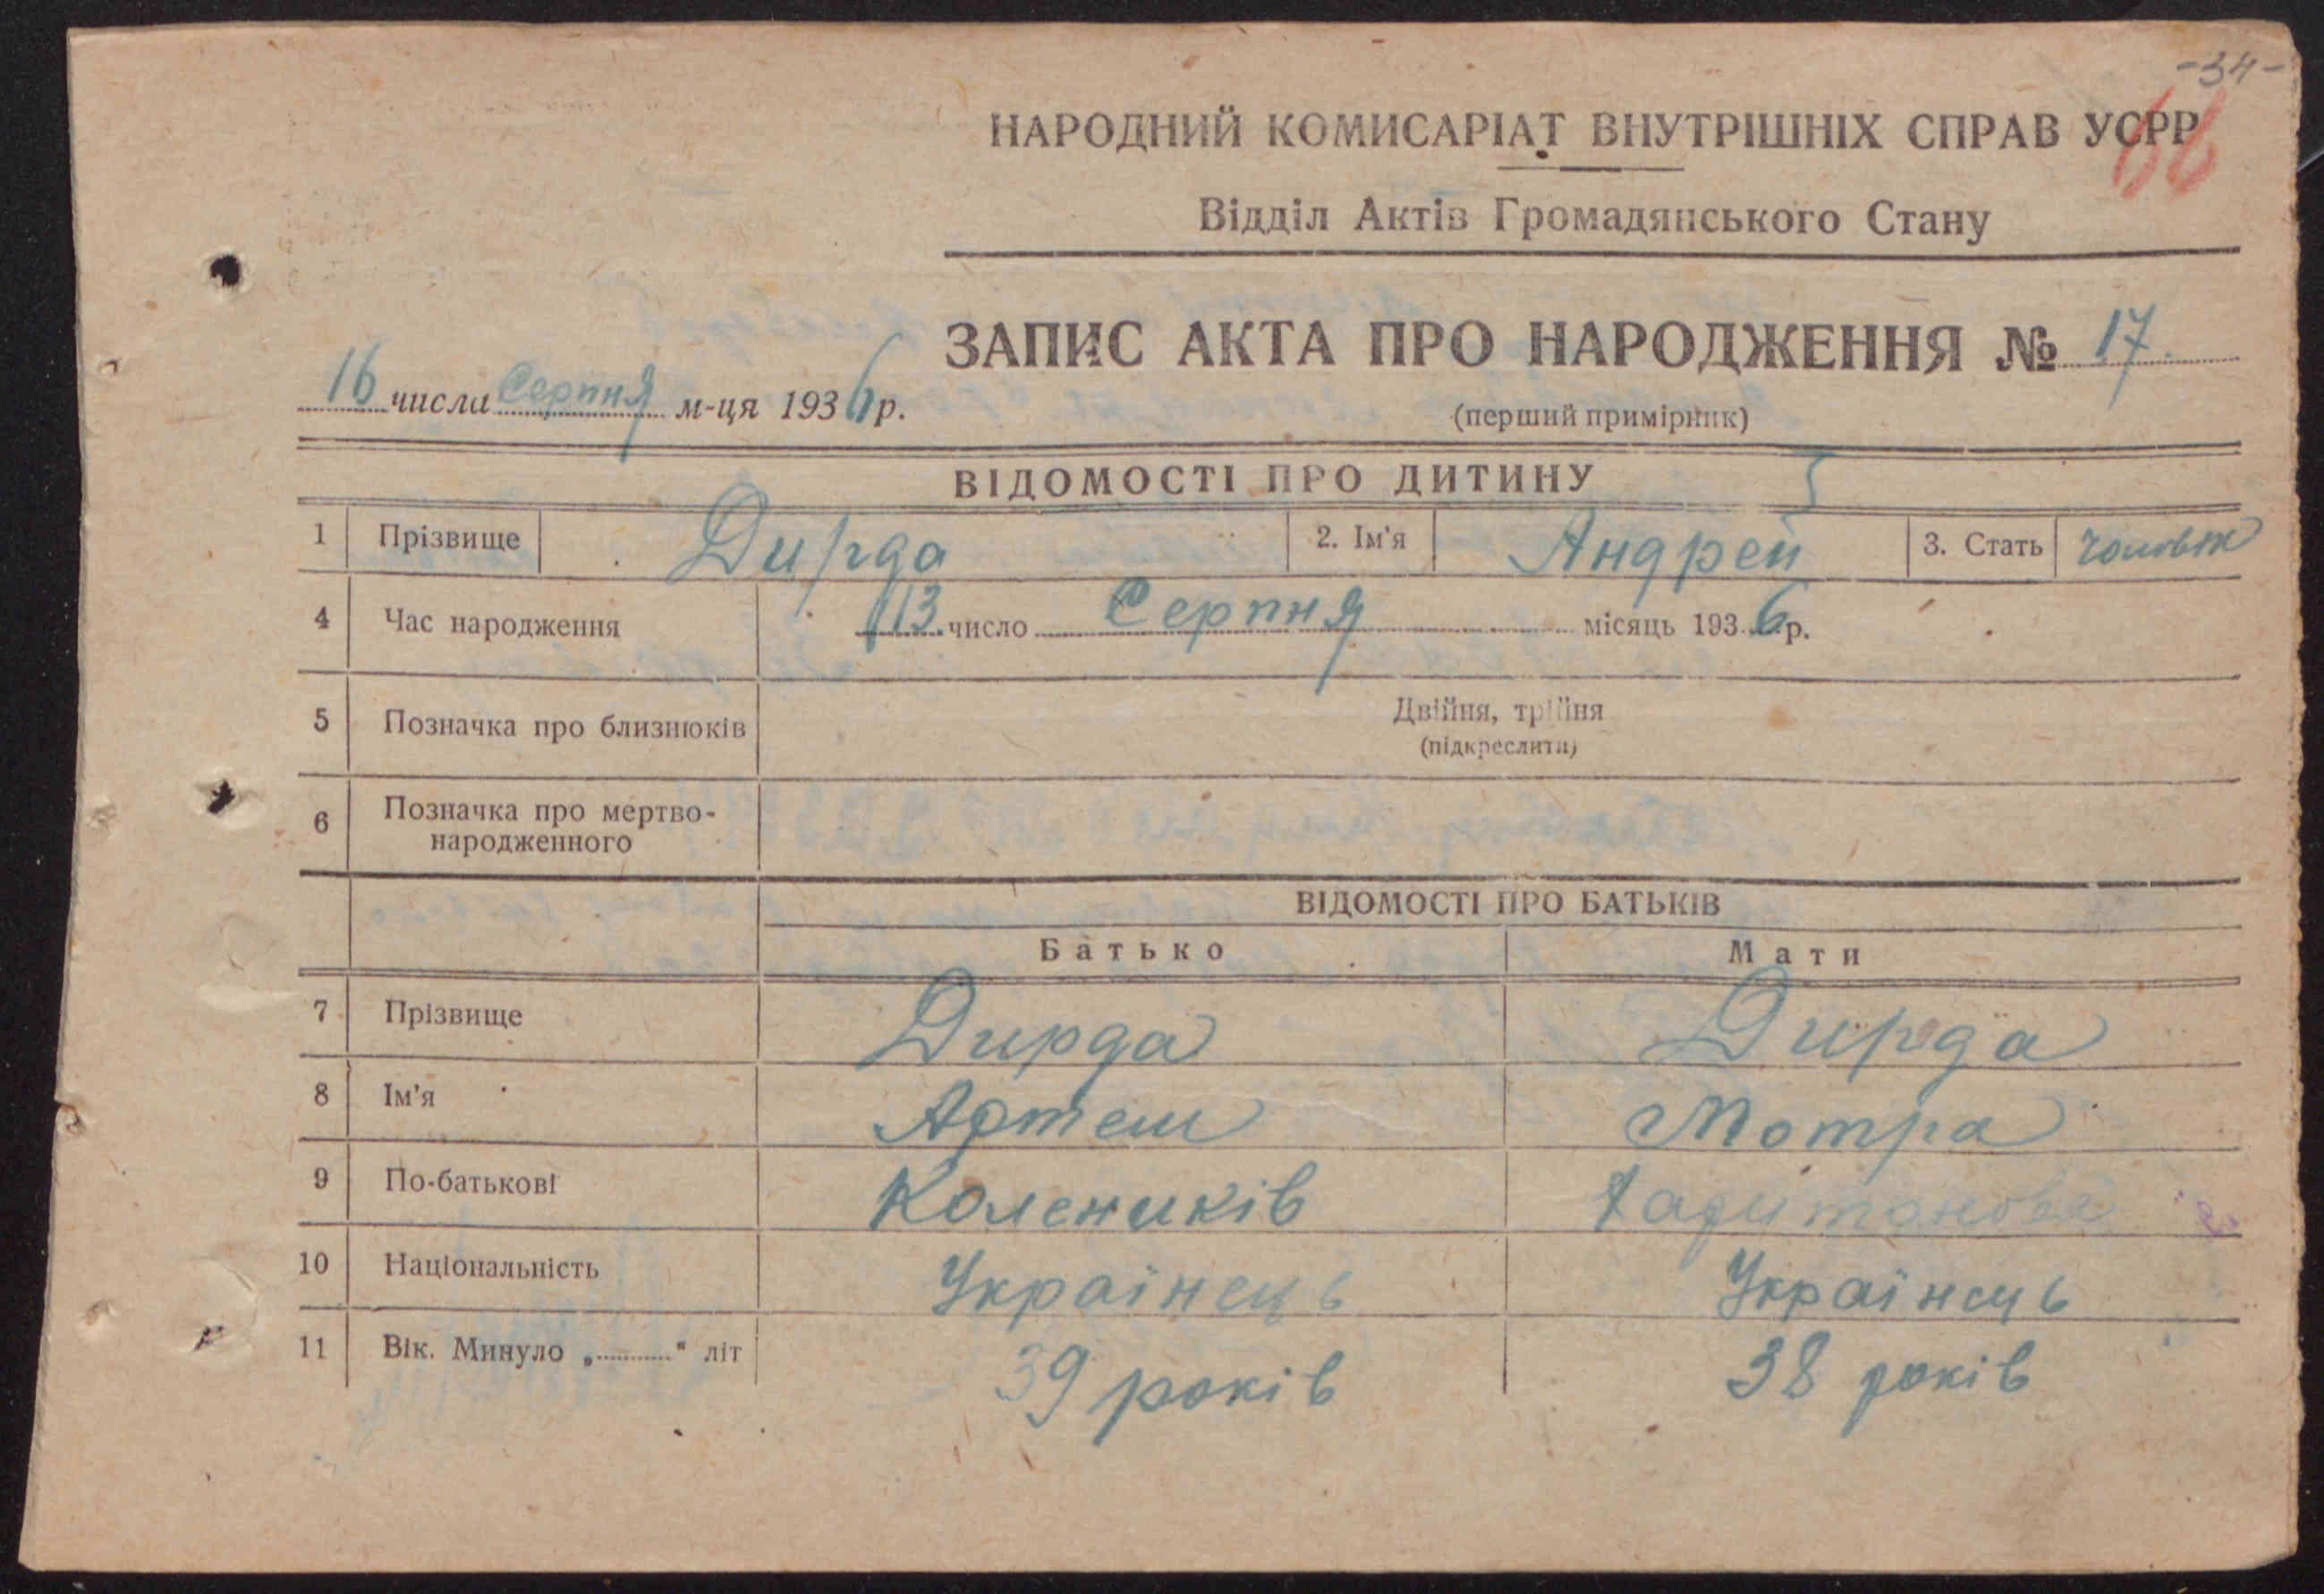 -34-
66
НАРОДНИЙ КОМИСАРІАТ ВНУТРІШНІХ СПРАВ УСРР
Відділ Актів Громадянського Стану
ЗАПИС АКТА ПРО НАРОДЖЕННЯ № 17.
16 числа Серпня м-ця 1936 р.
(перший примірник)
ВІДОМОСТІ ПРО ДИТИНУ
1 Прізвище Дирда 2. Ім'я Андрей 3. Стать
4 Час народження 13 число Серпня місяць 1936 р.
5 Позначка про близнюків Двійня, трійня
(підкреслити)
6 Позначка про мертво-
народженного
ВІДОМОСТІ ПРО БАТЬКІВ
Батько Мати
7 Прізвище Дирда Дирда
8 Ім'я Артем Мотра
9 По-батькові Колеників
10 Національність Українець Українець
11 Вік. Минуло „..........“ літ 39 років 38 років